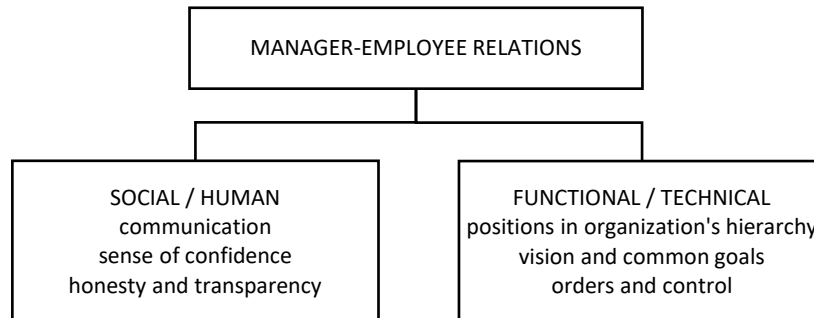 MANAGER-EMPLOYEE RELATIONS
SOCIAL / HUMAN
communication
sense of confidence
honesty and transparency
FUNCTIONAL / TECHNICAL
positions in organization's hierarchy
vision and common goals
orders and control